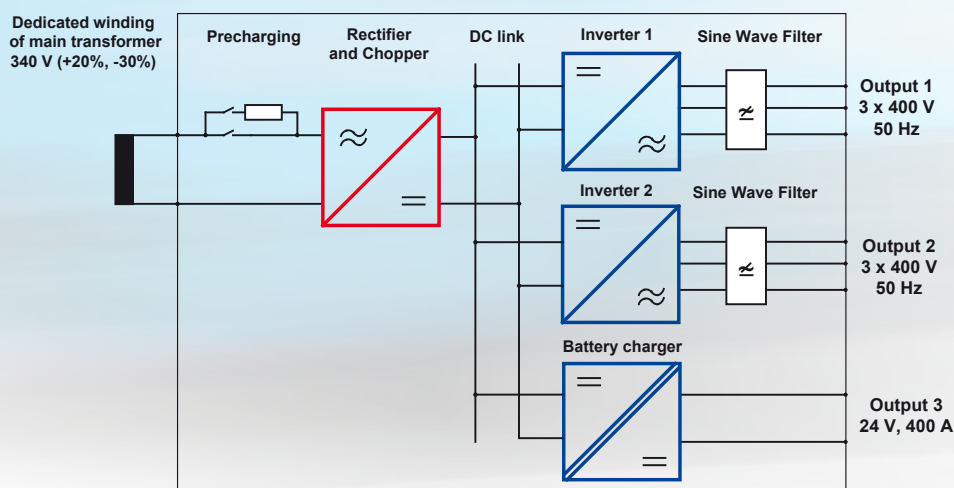 Dedicated winding
of main transformer
340 V (+20%, -30%)
Precharging
Rectifier
and Chopper
DC link
Inverter 1
Sine Wave Filter
Output 1
3 x 400 V
50 Hz
Inverter 2
Sine Wave Filter
Output 2
3 x 400 V
50 Hz
Battery charger
Output 3
24 V, 400 A